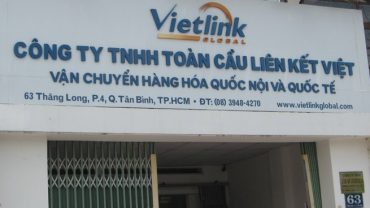 Vietlink
GLOBAL
CÔNG TY TNHH TOÀN CẦU LIÊN KẾT VIỆT
VẬN CHUYỂN HÀNG HÓA QUỐC NỘI VÀ QUỐC TẾ
63 Thăng Long, P.4, Q.Tân Bình, TP.HCM • ĐT: (08) 3948-4270 www.vietlinkglobal.com
63